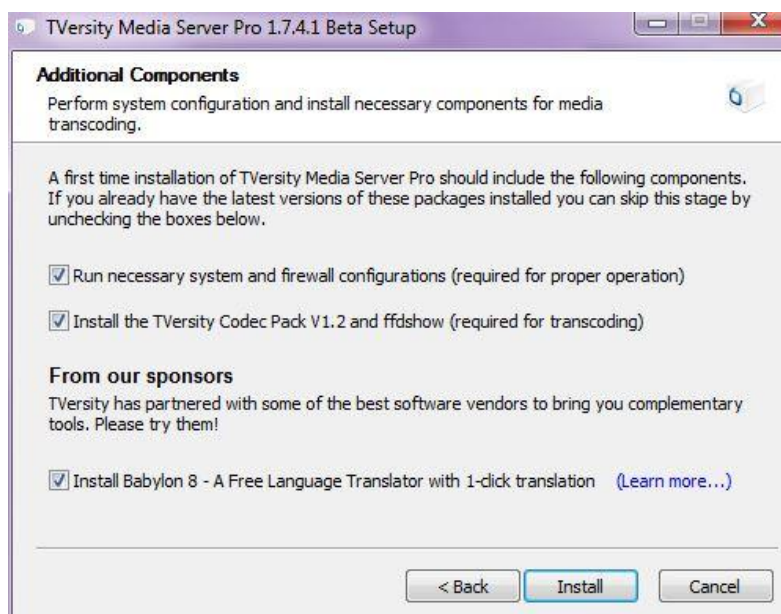 TVersity Media Server Pro 1.7.4.1 Beta Setup
X
Additional Components
Perform system configuration and install necessary components for media
transcoding.
A first time installation of TVersity Media Server Pro should include the following components.
If you already have the latest versions of these packages installed you can skip this stage by
unchecking the boxes below.
Run necessary system and firewall configurations (required for proper operation)
Install the TVersity Codec Pack V1.2 and ffdshow (required for transcoding)
From our sponsors
TVersity has partnered with some of the best software vendors to bring you complementary
tools. Please try them!
Install Babylon 8 - A Free Language Translator with 1-click translation (Learn more...)
< Back Install Cancel